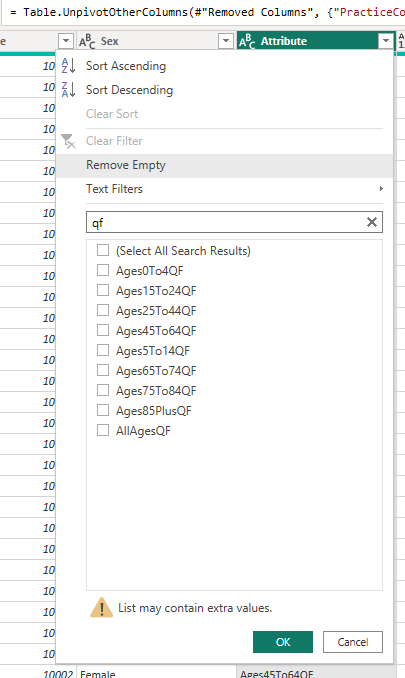 = Table.UnpivotOtherColumns(#"Removed Columns", {"PracticeCo
e ABC Sex ABC Attribute
Sort Ascending
Sort Descending
Clear Sort
Clear Filter
Remove Empty
Text Filters
qf
(Select All Search Results)
Ages0To4QF
Ages15To24QF
Ages25To44QF
Ages45To64QF
Ages5To14QF
Ages65To74QF
Ages75To84QF
Ages85PlusQF
AllAgesQF
List may contain extra values.
OK Cancel
10002 Female Ages45To64QF